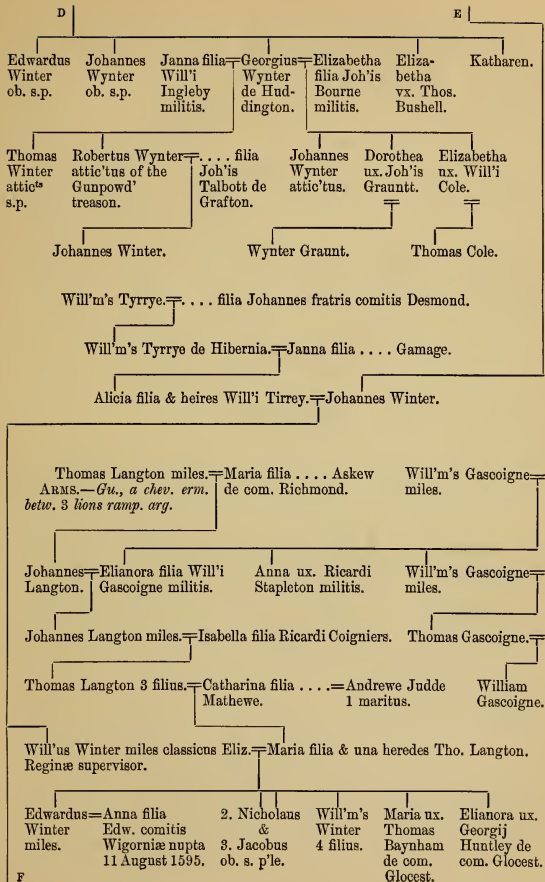 D E
Edwardus Winter ob. s.p.
Johannes Wynter ob. s.p.
Janna filia Will'i Ingleby militis.
Georgius Wynter de Huddington.
Elizabetha filia Joh'is Bourne militis.
Eliza-
betha
vx. Thos.
Bushell.
Katharen.
Thomas
Winter
attic'ts
s.p.
Robertus Wynter
attic'tus of the
Gunpowd'
treason.
. . . . filia
Joh'is
Talbott de
Grafton.
Johannes
Wynter
attic'tus.
Dorothea
ux. Joh'is
Grauntt.
Elizabetha
ux. Will'i
Cole.
Johannes Winter.
Wynter Graunt.
Thomas Cole.
Will'm's Tyrrye. . . . . filia Johannes fratris comitis Desmond.
Will'm's Tyrrye de Hibernia. Janna filia . . . . Gamage.
Alicia filia & heires Will'i Tirrey. Johannes Winter.
Thomas Langton miles.
ARMS.—Gu., a chev. erm.
betw. 3 lions ramp. arg.
Maria filia . . . . Askew
de com. Richmond.
Will'm's Gascoigne
miles.
Johannes
Langton.
Elianora filia Will'i
Gascoigne militis.
Anna ux. Ricardi
Stapleton militis.
Will'm's Gascoigne
miles.
Johannes Langton miles. Isabella filia Ricardi Coigniers. Thomas Gascoigne.
Thomas Langton 3 filius.
Catharina filia . . . .
Mathewe.
=Andrewe Judde
1 maritus.
William
Gascoigne.
Will'us Winter miles classicus Eliz.
Reginæ supervisor.
Maria filia & una heredes Tho. Langton.
Edwardus=
Winter
miles.
Anna filia
Edw. comitis
Wigorniæ nupta
11 August 1595.
2. Nicholaus
&
3. Jacobus
ob. s. p'le.
Will'm's
Winter
4 filius.
Maria ux.
Thomas
Baynham
de com.
Glocest.
Elianora ux.
Georgij
Huntley de
com. Glocest.
F